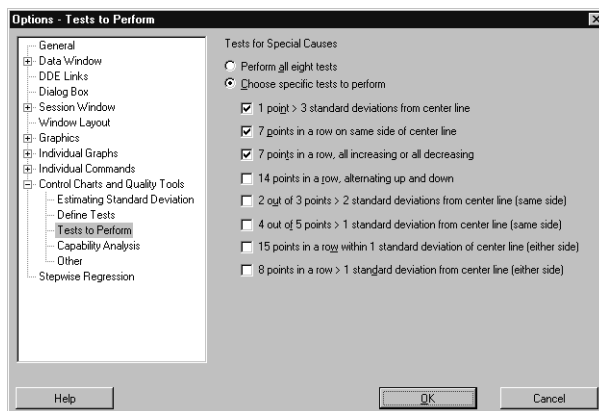 Options - Tests to Perform
General
Data Window
DDE Links
Dialog Box
Session Window
Window Layout
Graphics
Individual Graphs
Individual Commands
Control Charts and Quality Tools
Estimating Standard Deviation
Define Tests
Tests to Perform
Capability Analysis
Other
Stepwise Regression
Tests for Special Causes
Perform all eight tests
Choose specific tests to perform
1 point > 3 standard deviations from center line
7 points in a row on same side of center line
7 points in a row, all increasing or all decreasing
14 points in a row, alternating up and down
2 out of 3 points > 2 standard deviations from center line (same side)
4 out of 5 points > 1 standard deviation from center line (same side)
15 points in a row within 1 standard deviation of center line (either side)
8 points in a row > 1 standard deviation from center line (either side)
Help
OK
Cancel